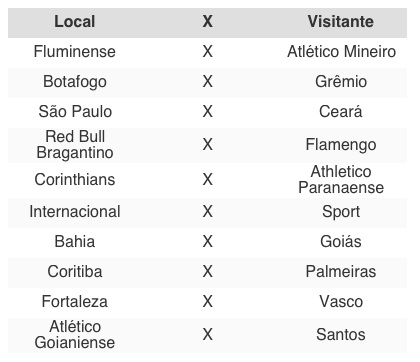 Local X Visitante
Fluminense X Atlético Mineiro
Botafogo X Grêmio
São Paulo X Ceará
Red Bull
Bragantino X Flamengo
Corinthians X Athletico
Paranaense
Internacional X Sport
Bahia X Goiás
Coritiba X Palmeiras
Fortaleza X Vasco
Atlético
Goianiense X Santos